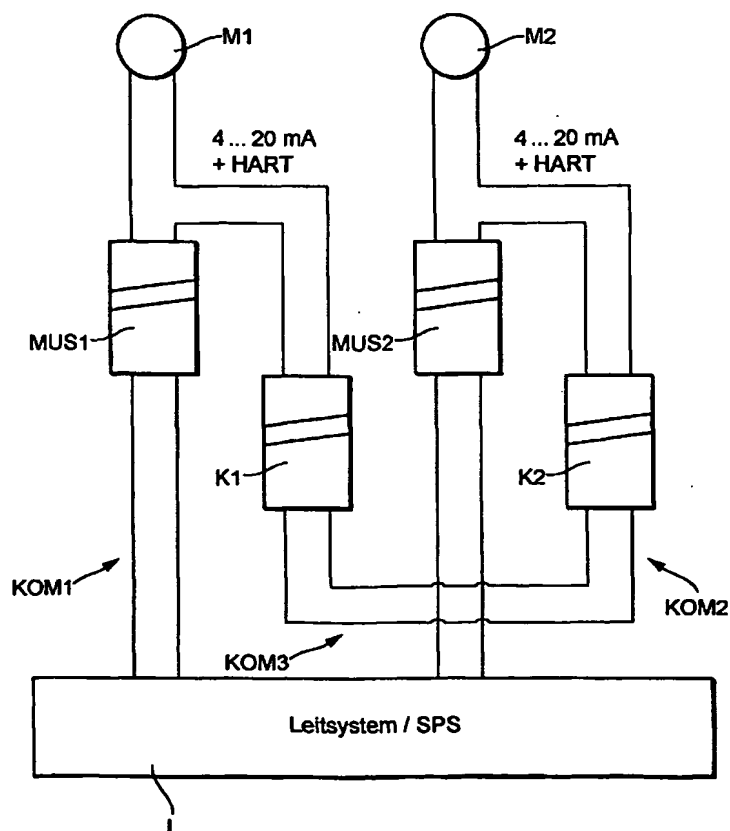 M1
M2
4 ... 20 mA
+ HART
4 ... 20 mA
+ HART
MUS1
MUS2
K1
K2
KOM1
KOM2
KOM3
Leitsystem / SPS
L